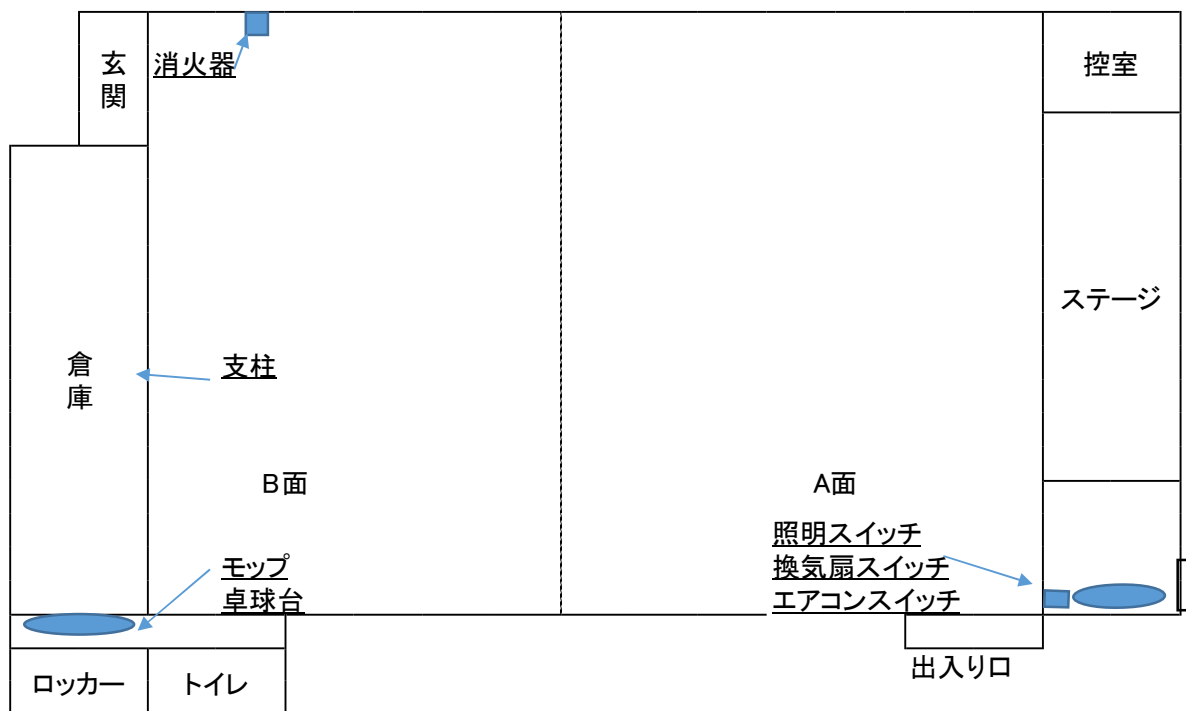 玄関
消火器
控室
ステージ
倉庫
支柱
B面
A面
モップ
卓球台
照明スイッチ
換気扇スイッチ
エアコンスイッチ
出入り口
ロッカー
トイレ